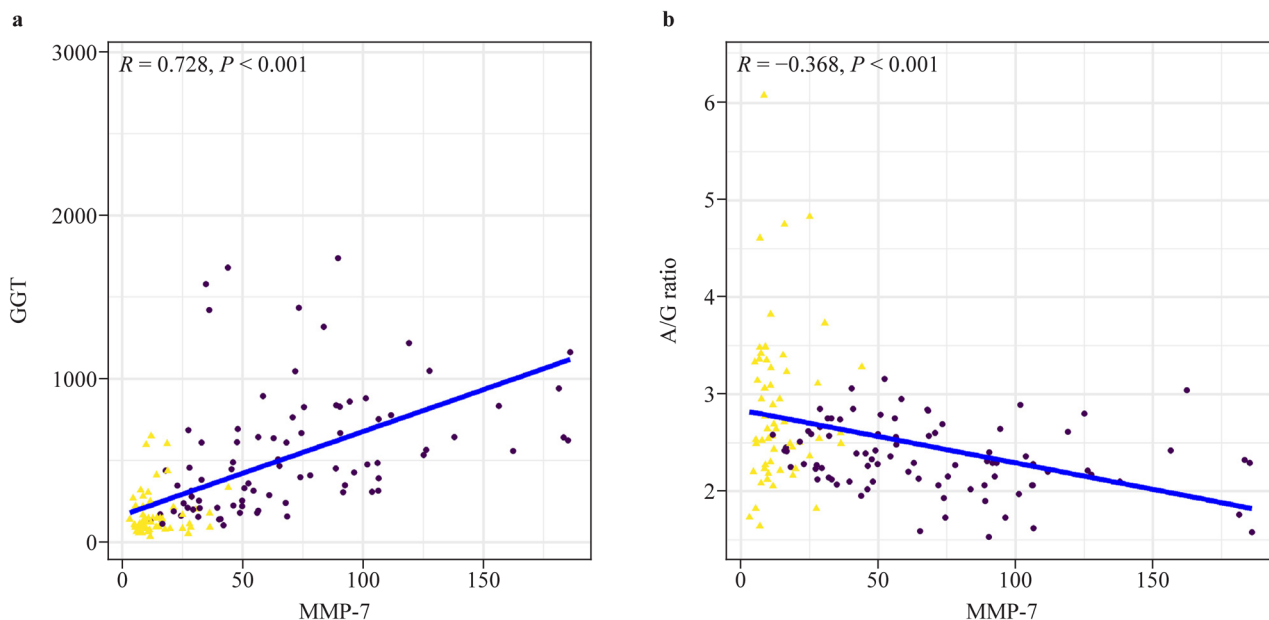 a
R = 0.728, P < 0.001
3000
2000
1000
0
GGT
0 50 100 150
MMP-7
b
R = −0.368, P < 0.001
6
5
4
3
2
A/G ratio
0 50 100 150
MMP-7